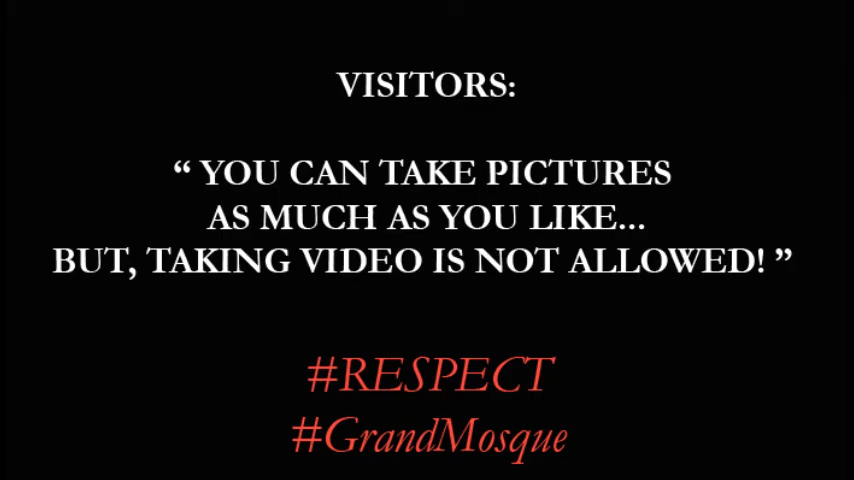 VISITORS:
“ YOU CAN TAKE PICTURES
AS MUCH AS YOU LIKE...
BUT, TAKING VIDEO IS NOT ALLOWED! ”
#RESPECT
#GrandMosque